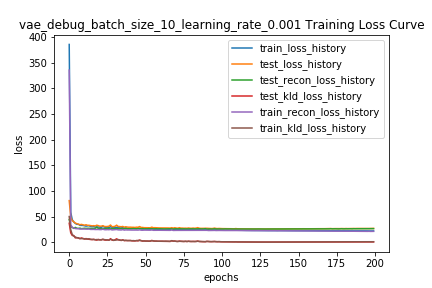 vae_debug_batch_size_10_learning_rate_0.001 Training Loss Curve
400
350
300
250
200
150
100
50
0
loss
train_loss_history
test_loss_history
test_recon_loss_history
test_kld_loss_history
train_recon_loss_history
train_kld_loss_history
0 25 50 75 100 125 150 175 200
epochs